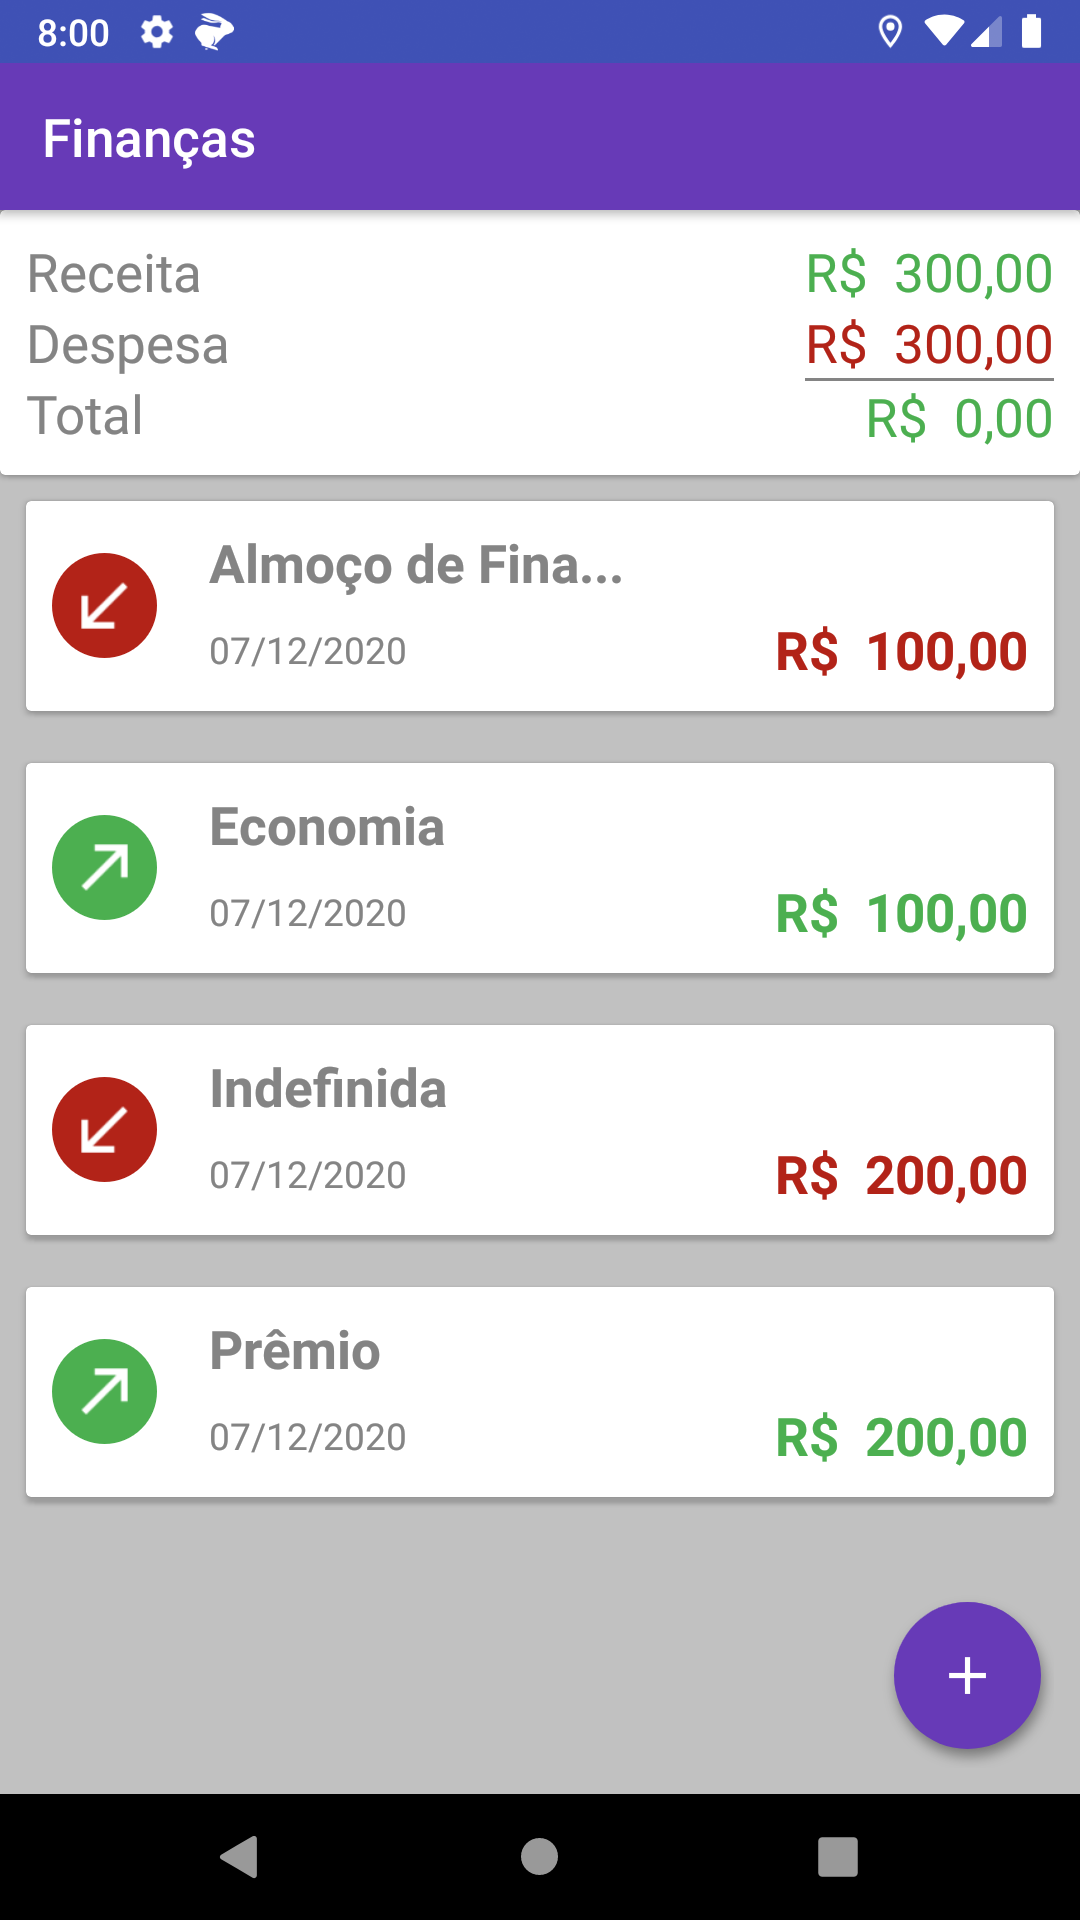 8:00
Finanças
Receita R$ 300,00
Despesa R$ 300,00
Total R$ 0,00
Almoço de Fina...
07/12/2020 R$ 100,00
Economia
07/12/2020 R$ 100,00
Indefinida
07/12/2020 R$ 200,00
Prêmio
07/12/2020 R$ 200,00